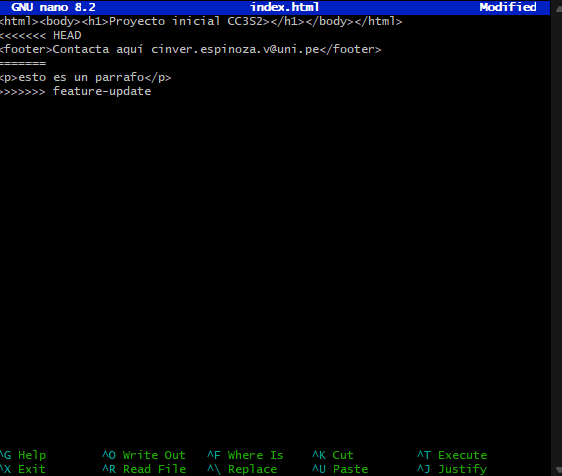 GNU nano 8.2 index.html Modified
<html><body><h1>Proyecto inicial CC3S2></h1></body></html>
<<<<<<< HEAD
<footer>Contacta aquí cinver.espinoza.v@uni.pe</footer>
=======
<p>esto es un parrafo</p>
>>>>>>> feature-update
^G Help ^O Write Out ^F Where Is ^K Cut ^T Execute
^X Exit ^R Read File ^\ Replace ^U Paste ^J Justify